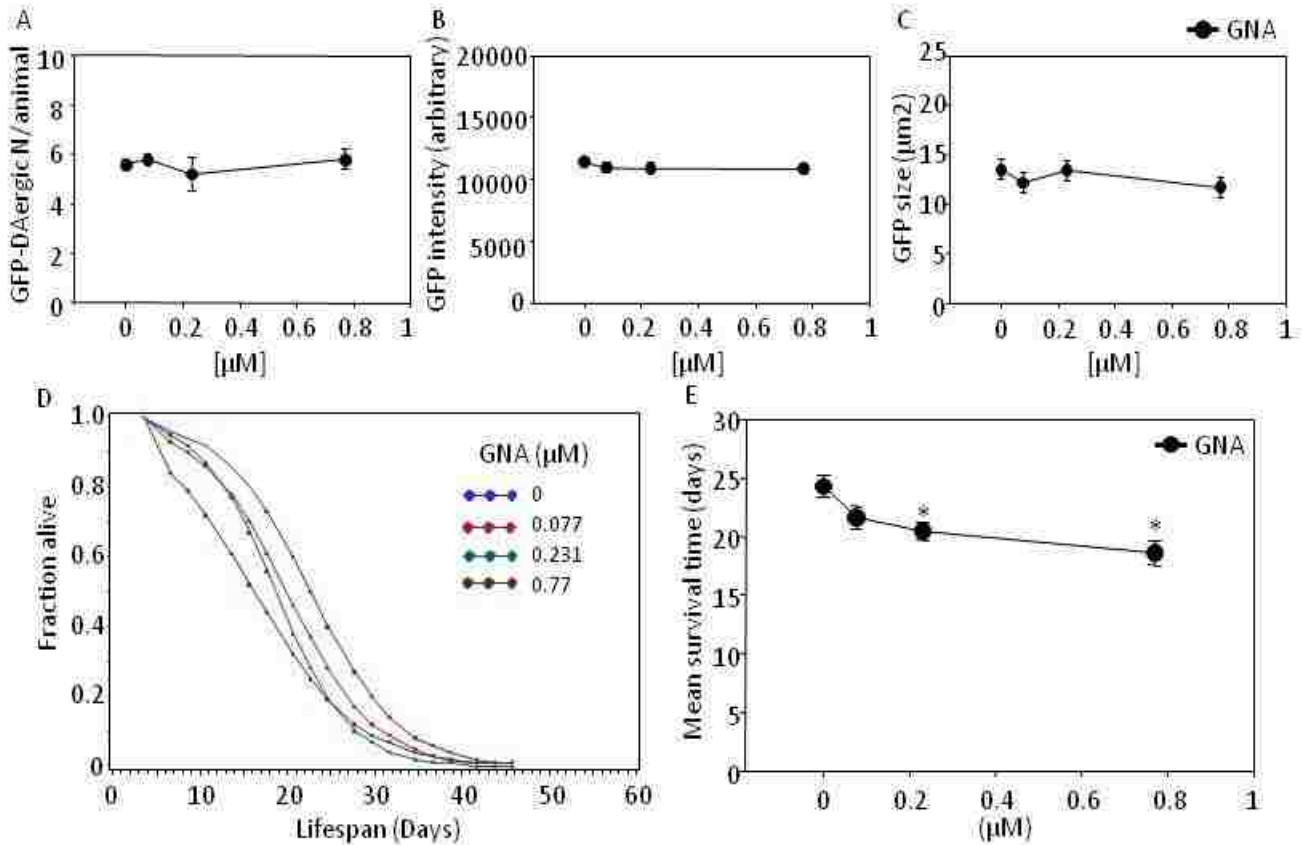 A
GFP-DAergic N/animal
10
8
6
4
2
0
0 0.2 0.4 0.6 0.8 1
[µM]
B
GFP intensity (arbitrary)
20000
15000
10000
5000
0
0 0.2 0.4 0.6 0.8 1
[µM]
C
GNA
GFP size (µm2)
25
20
15
10
5
0
0 0.2 0.4 0.6 0.8 1
[µM]
D
Fraction alive
1.0
0.8
0.6
0.4
0.2
0
GNA (µM)
0
0.077
0.231
0.77
0 10 20 30 40 50 60
Lifespan (Days)
E
Mean survival time (days)
30
25
20
15
10
5
0
GNA
*
*
0 0.2 0.4 0.6 0.8 1
(µM)